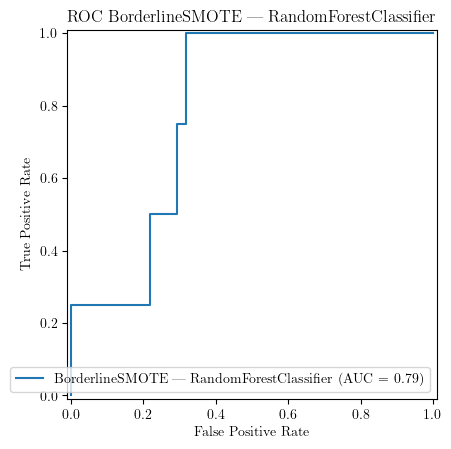 ROC BorderlineSMOTE — RandomForestClassifier
1.0
0.8
0.6
0.4
0.2
0.0
True Positive Rate
BorderlineSMOTE — RandomForestClassifier (AUC = 0.79)
0.0 0.2 0.4 0.6 0.8 1.0
False Positive Rate